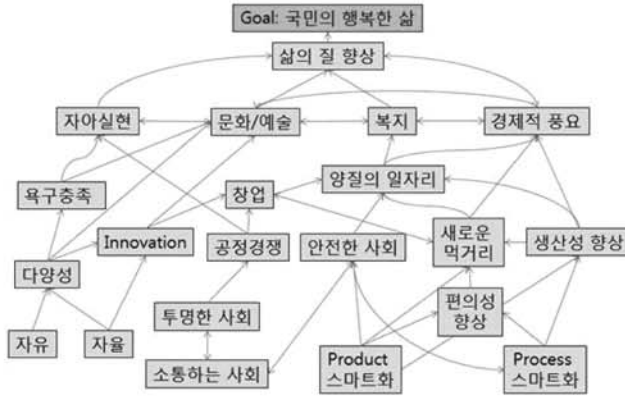 Goal: 국민의 행복한 삶
삶의 질 향상
자아실현
문화/예술
복지
경제적 풍요
욕구충족
창업
양질의 일자리
다양성
Innovation
공정경쟁
안전한 사회
새로운
먹거리
생산성 향상
자유
자율
투명한 사회
편의성
향상
소통하는 사회
Product
스마트화
Process
스마트화